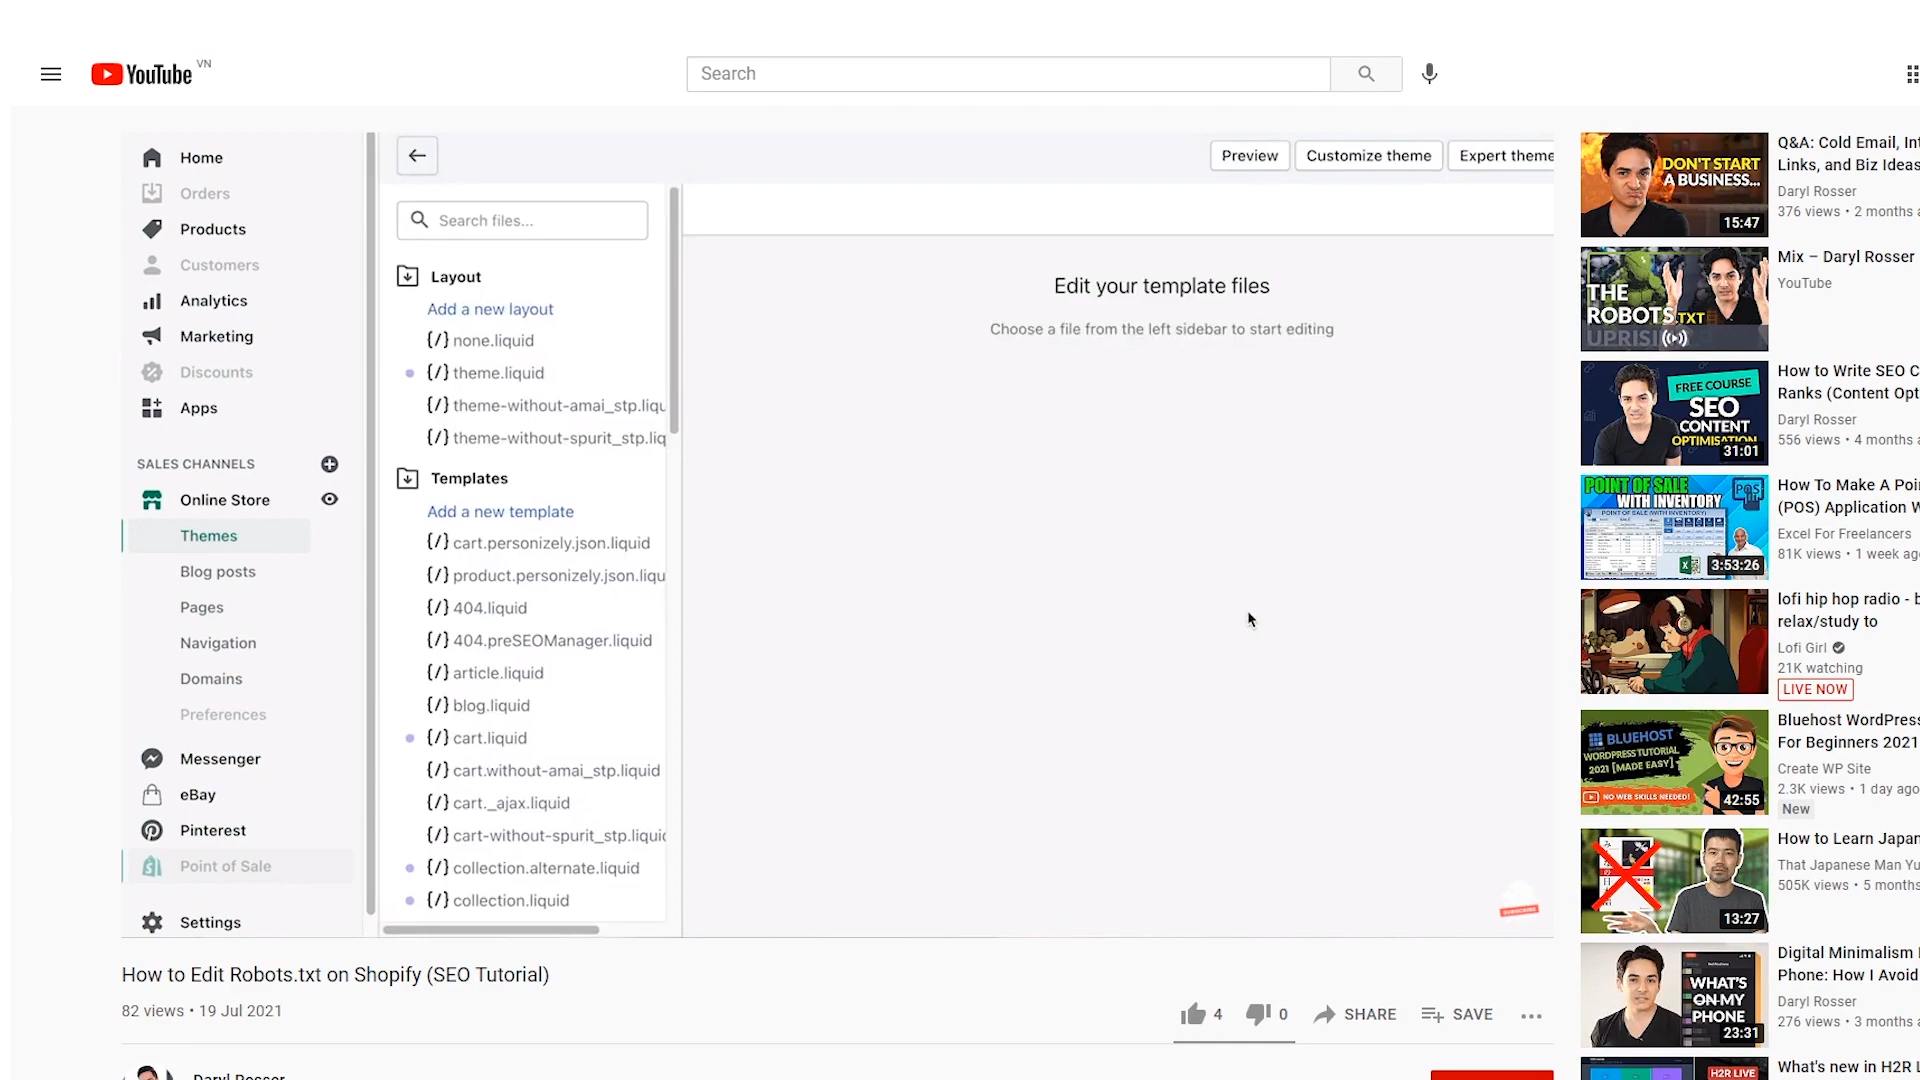 YouTube VN
Search
Home
Orders
Products
Customers
Analytics
Marketing
Discounts
Apps
SALES CHANNELS
Online Store
Themes
Blog posts
Pages
Navigation
Domains
Preferences
Messenger
eBay
Pinterest
Point of Sale
Settings
Search files...
Layout
Add a new layout
{/} none.liquid
{/} theme.liquid
{/} theme-without-amai_stp.liqu
{/} theme-without-spurit_stp.liq
Templates
Add a new template
{/} cart.personizely.json.liquid
{/} product.personizely.json.liqu
{/} 404.liquid
{/} 404.preSEOManager.liquid
{/} article.liquid
{/} blog.liquid
{/} cart.liquid
{/} cart.without-amai_stp.liquid
{/} cart._ajax.liquid
{/} cart-without-spurit_stp.liquid
{/} collection.alternate.liquid
{/} collection.liquid
Preview
Customize theme
Expert theme
Edit your template files
Choose a file from the left sidebar to start editing
SUBSCRIBE
How to Edit Robots.txt on Shopify (SEO Tutorial)
82 views • 19 Jul 2021
4
0
SHARE
SAVE
Daryl Rosser
DON'T START
A BUSINESS...
15:47
Q&A: Cold Email, Int
Links, and Biz Ideas
Daryl Rosser
376 views • 2 months a
THE
ROBOTS.TXT
UPRISI
Mix – Daryl Rosser
YouTube
FREE COURSE
SEO
CONTENT
OPTIMISATION
31:01
How to Write SEO C
Ranks (Content Opt
Daryl Rosser
556 views • 4 months a
POINT OF SALE
WITH INVENTORY
POS
POINT OF SALE (WITH INVENTORY)
3:53:26
How To Make A Poi
(POS) Application W
Excel For Freelancers
81K views • 1 week ago
lofi hip hop radio - b
relax/study to
Lofi Girl
21K watching
LIVE NOW
BLUEHOST
WORDPRESS TUTORIAL
2021 [MADE EASY]
NO WEB SKILLS NEEDED!
42:55
Bluehost WordPress
For Beginners 2021
Create WP Site
2.3K views • 1 day ago
New
13:27
How to Learn Japan
That Japanese Man Yu
505K views • 5 months
WHAT'S
ON MY
PHONE
23:31
Digital Minimalism
Phone: How I Avoid
Daryl Rosser
276 views • 3 months a
H2R LIVE
What's new in H2R L